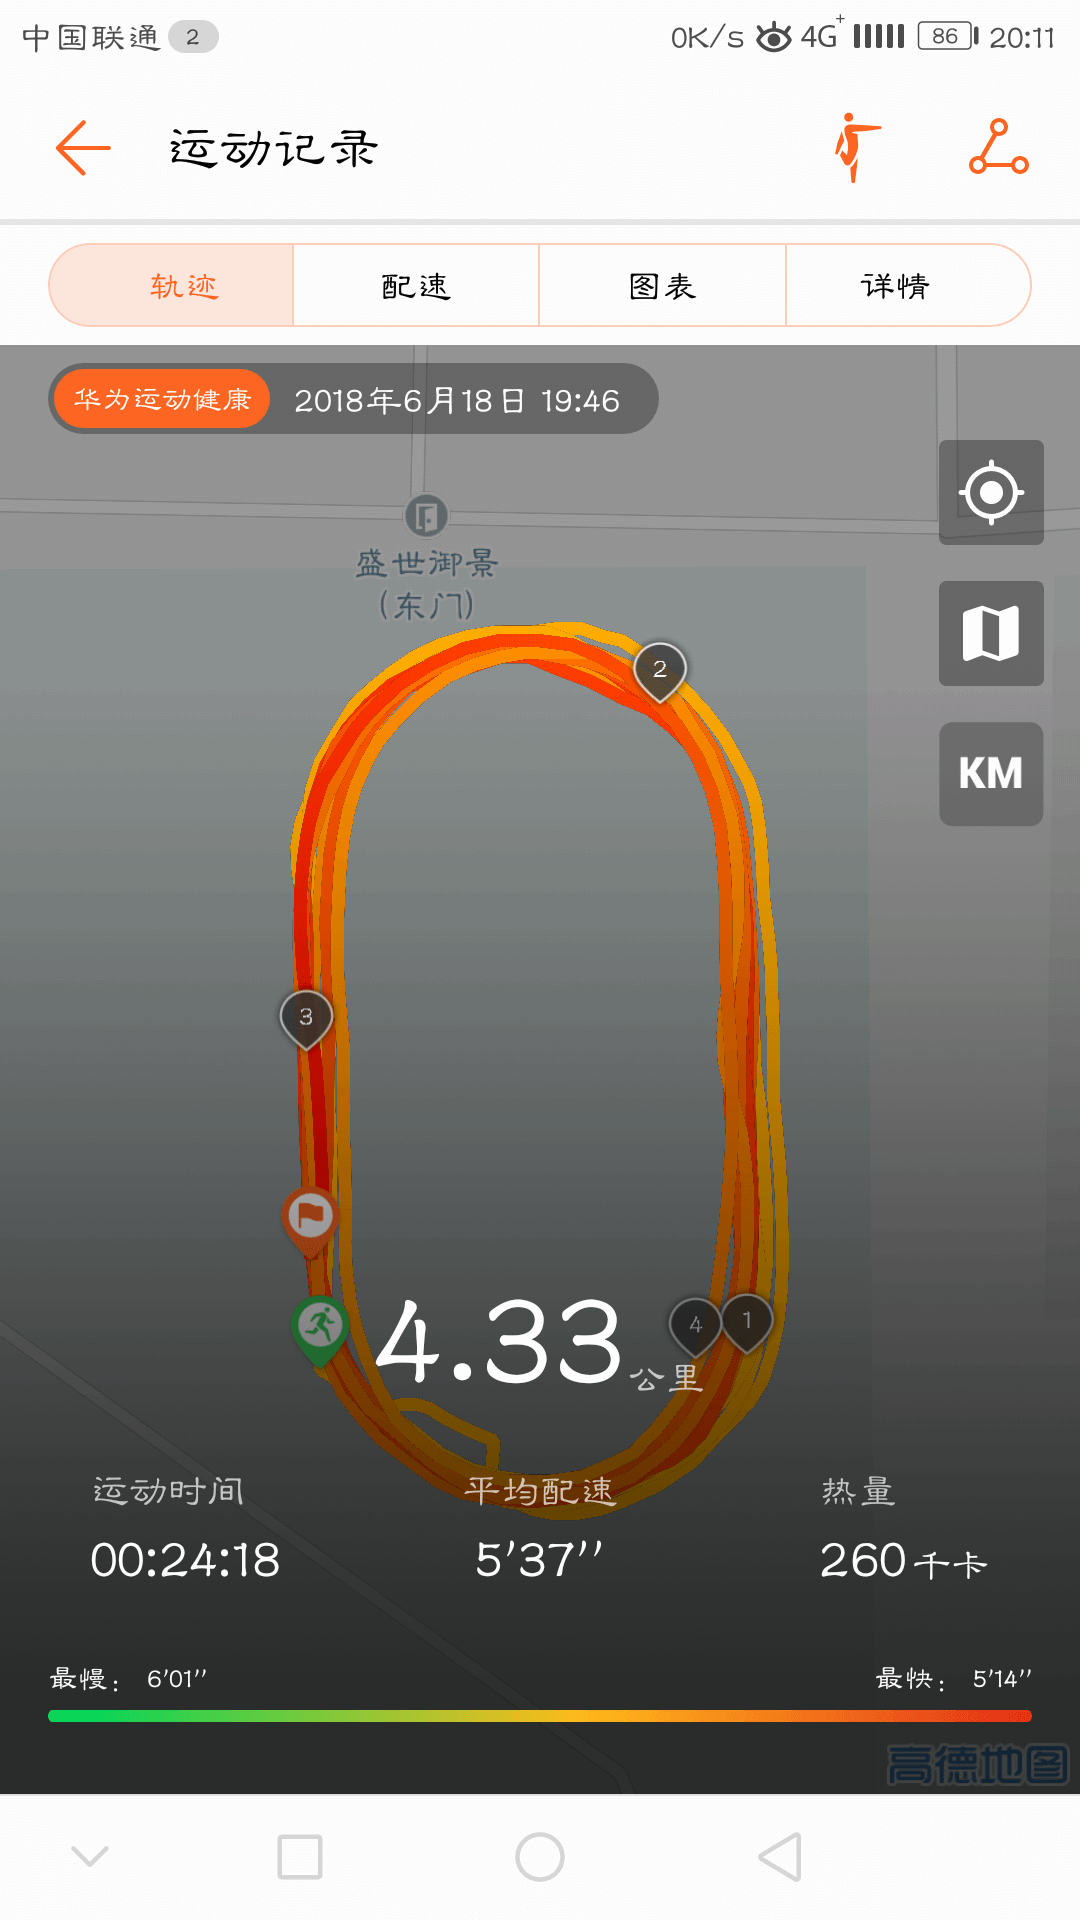 中国联通 2 0K/s 4G+ 86 20:11
运动记录
轨迹 配速 图表 详情
华为运动健康 2018年6月18日 19:46
盛世御景
(东门)
2
KM
3
4.33公里
4 1
运动时间 平均配速 热量
00:24:18 5'37'' 260千卡
最慢： 6'01'' 最快： 5'14''
高德地图